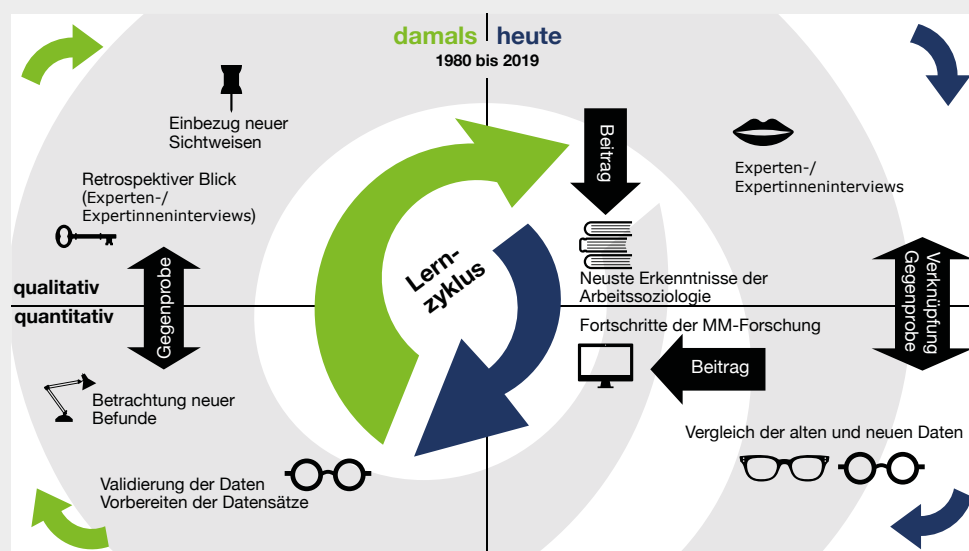 damals heute
1980 bis 2019
Einbezug neuer
Sichtweisen
Retrospektiver Blick
(Experten-/
Expertinneninterviews)
Gegenprobe
qualitativ
quantitativ
Betrachtung neuer
Befunde
Validierung der Daten
Vorbereiten der Datensätze
Lern-
zyklus
Beitrag
Experten-/
Expertinneninterviews
Neuste Erkenntnisse der
Arbeitssoziologie
Fortschritte der MM-Forschung
Beitrag
Verknüpfung
Gegenprobe
Vergleich der alten und neuen Daten